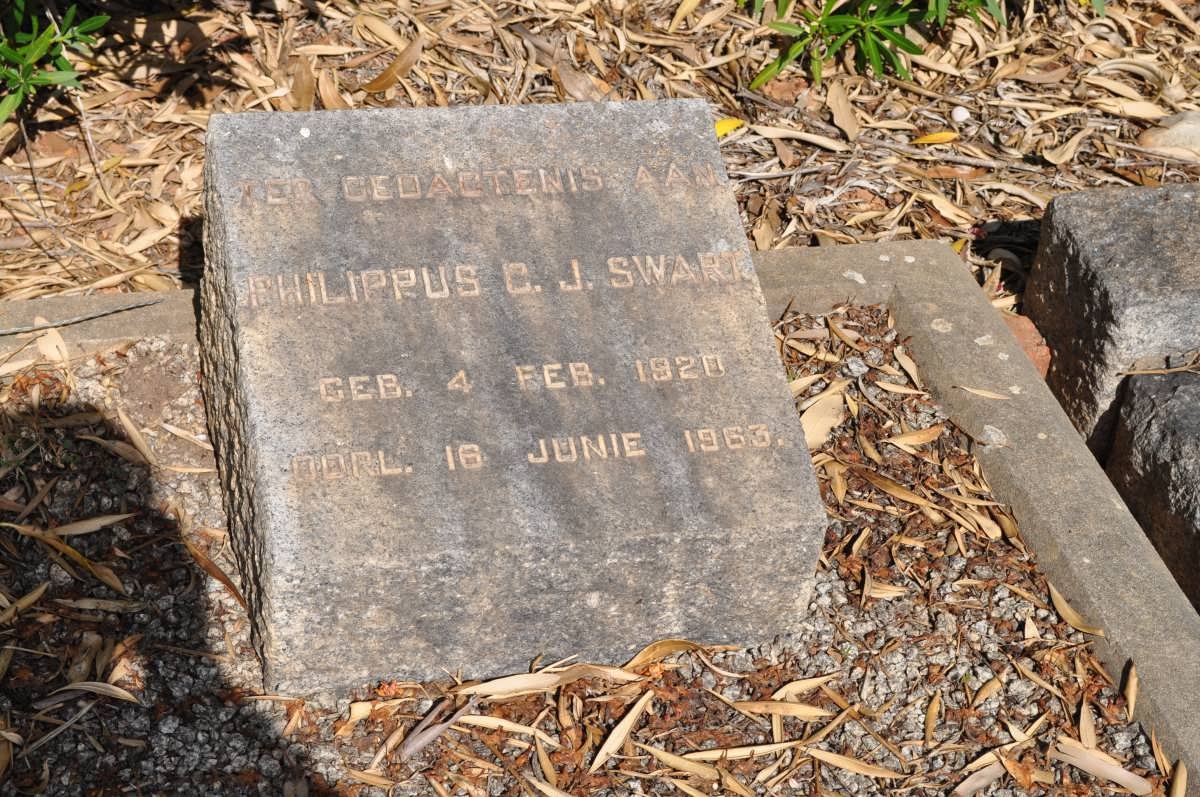 TER GEDAGTENIS AAN
PHILIPPUS C. J. SWART
GEB. 4 FEB. 1920
OORL. 16 JUNIE 1963.